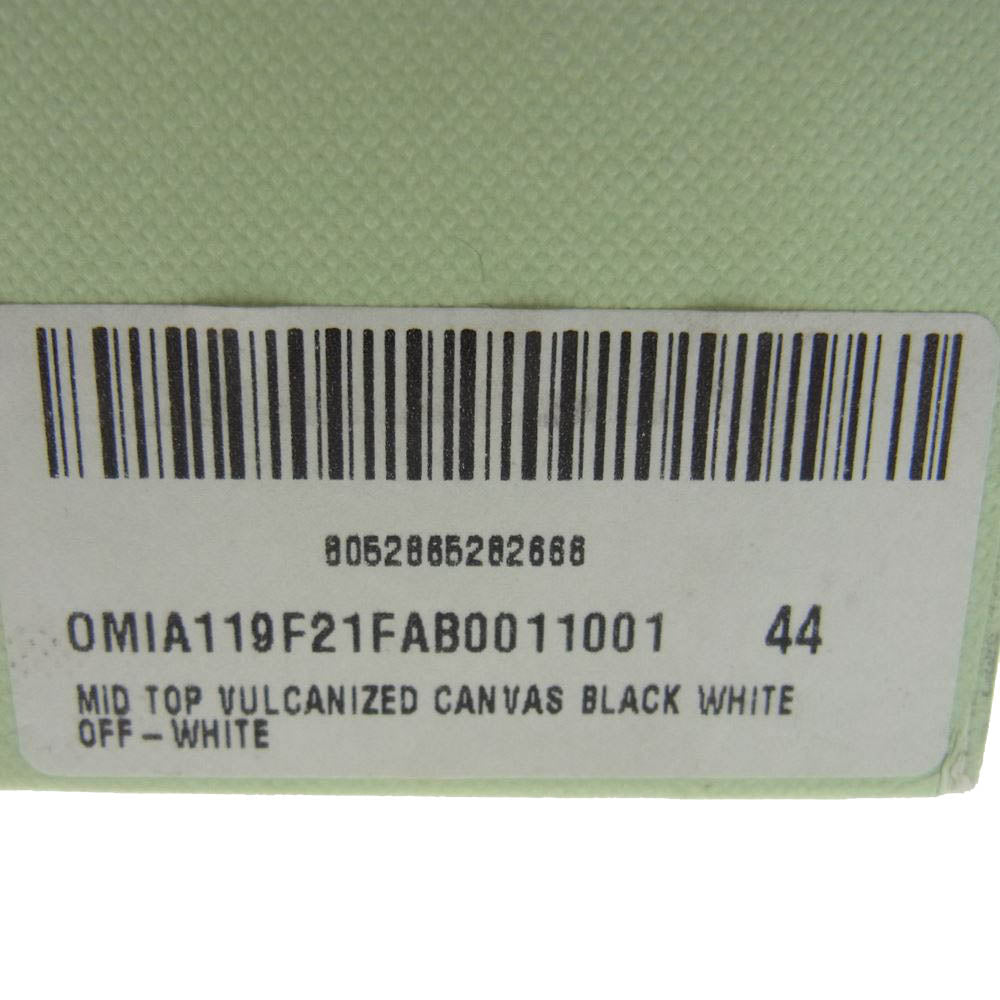 8052865282666
OMIA119F21FAB0011001 44
MID TOP VULCANIZED CANVAS BLACK WHITE
OFF-WHITE